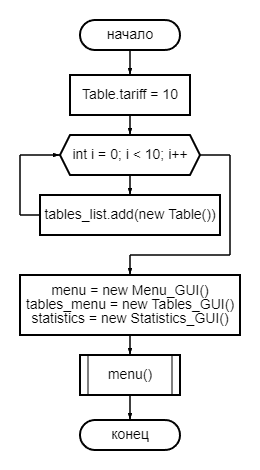 начало
Table.tariff = 10
int i = 0; i < 10; i++
tables_list.add(new Table())
menu = new Menu_GUI()
tables_menu = new Tables_GUI()
statistics = new Statistics_GUI()
menu()
конец